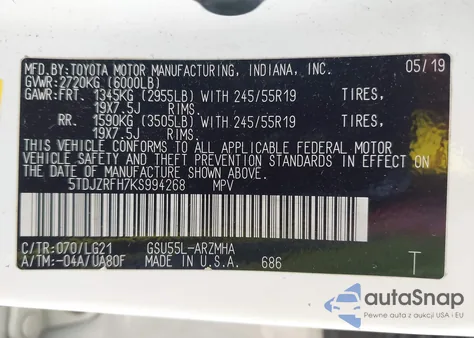 MFD.BY:TOYOTA MOTOR MANUFACTURING, INDIANA, INC. 05/19
GVWR:2720KG (6000LB)
GAWR:FRT. 1345KG (2955LB) WITH 245/55R19 TIRES,
19X7.5J RIMS
RR. 1590KG (3505LB) WITH 245/55R19 TIRES,
19X7.5J RIMS
THIS VEHICLE CONFORMS TO ALL APPLICABLE FEDERAL MOTOR
VEHICLE SAFETY AND THEFT PREVENTION STANDARDS IN EFFECT ON
THE DATE OF MANUFACTURE SHOWN ABOVE.
5TDJZRFH7KS994268 MPV
C/TR:070/LG21 GSU55L-ARZMHA
A/TM:-04A/UA80F 686 T
autoSnap
Pewne auta z aukcji w USA i EU